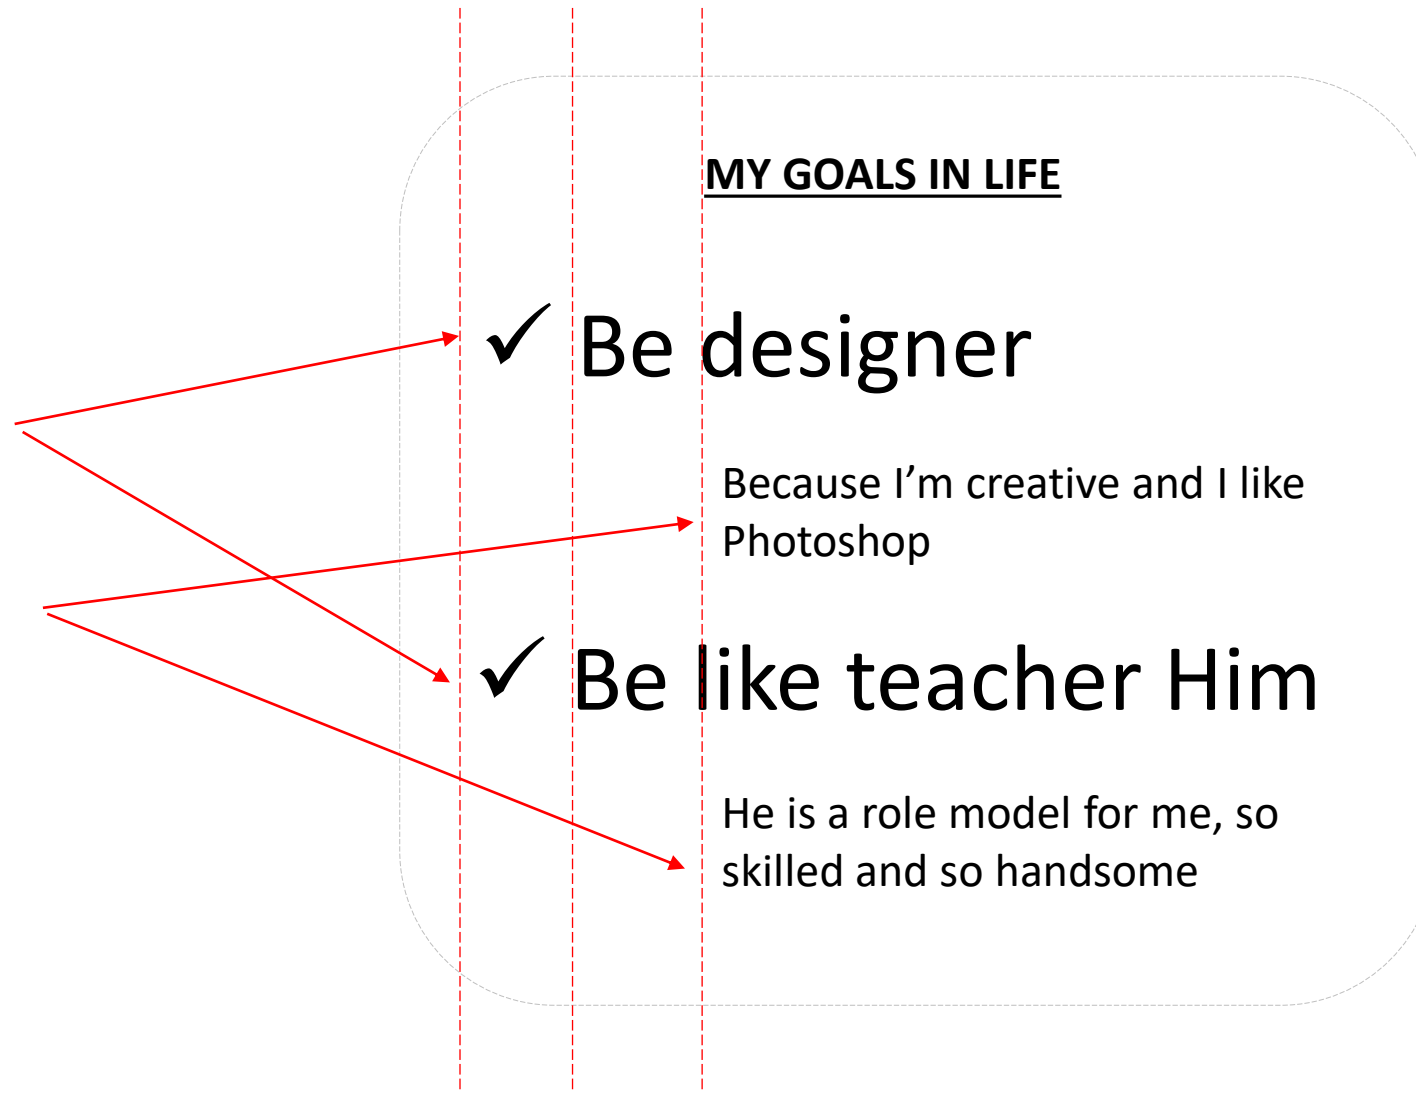 MY GOALS IN LIFE
✓ Be designer
Because I’m creative and I like
Photoshop
✓ Be like teacher Him
He is a role model for me, so
skilled and so handsome